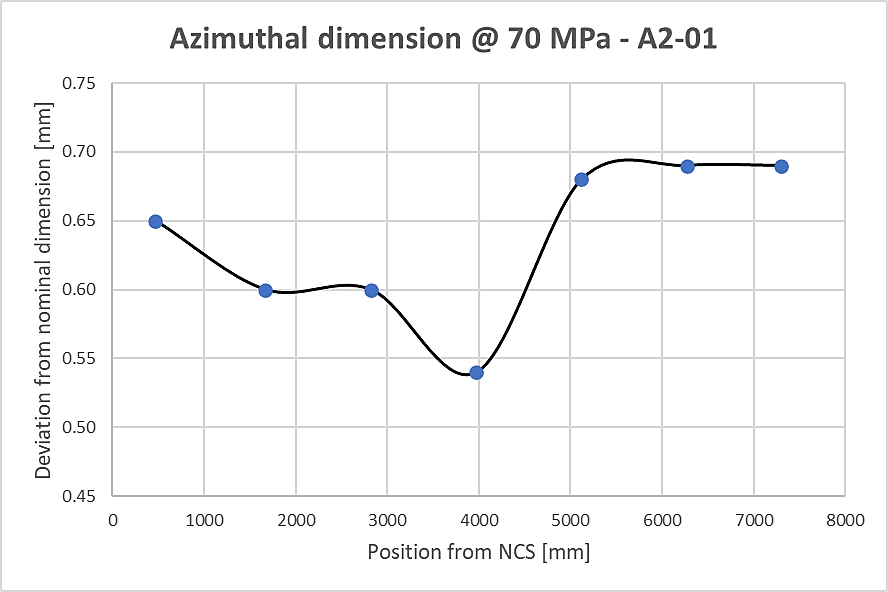 Azimuthal dimension @ 70 MPa - A2-01
Deviation from nominal dimension [mm]
0.75
0.70
0.65
0.60
0.55
0.50
0.45
0 1000 2000 3000 4000 5000 6000 7000 8000
Position from NCS [mm]